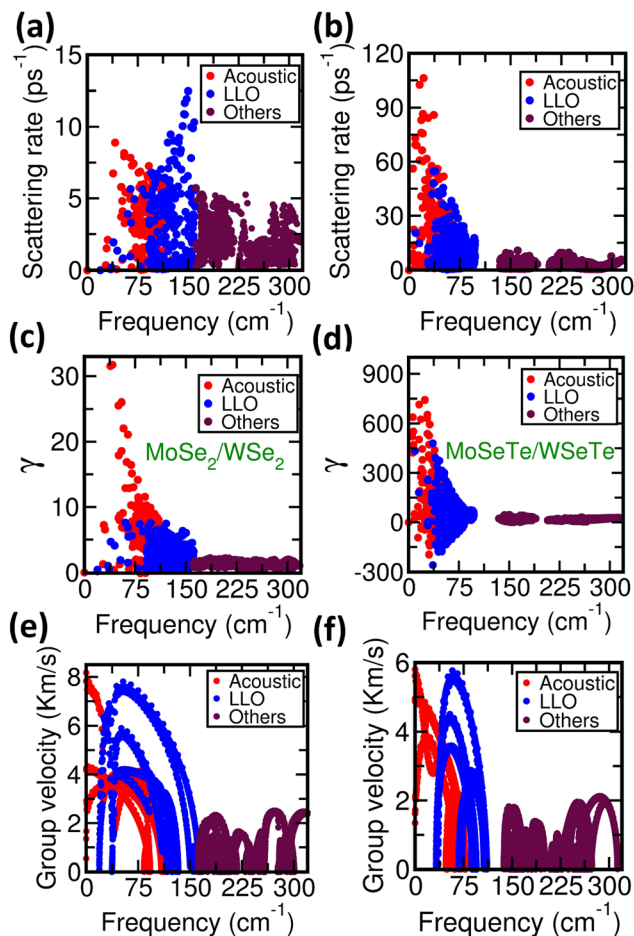 (a)
Scattering rate (ps-1)
15
10
5
0
Acoustic
LLO
Others
0 75 150 225 300
Frequency (cm-1)
(b)
Scattering rate (ps-1)
120
90
60
30
0
Acoustic
LLO
Others
0 75 150 225 300
Frequency (cm-1)
(c)
γ
30
20
10
0
Acoustic
LLO
Others
MoSe2/WSe2
0 75 150 225 300
Frequency (cm-1)
(d)
γ
900
600
300
0
-300
Acoustic
LLO
Others
MoSeTe/WSeTe
0 75 150 225 300
Frequency (cm-1)
(e)
Group velocity (Km/s)
8
6
4
2
0
Acoustic
LLO
Others
0 75 150 225 300
Frequency (cm-1)
(f)
Group velocity (Km/s)
6
4
2
0
Acoustic
LLO
Others
0 75 150 225 300
Frequency (cm-1)